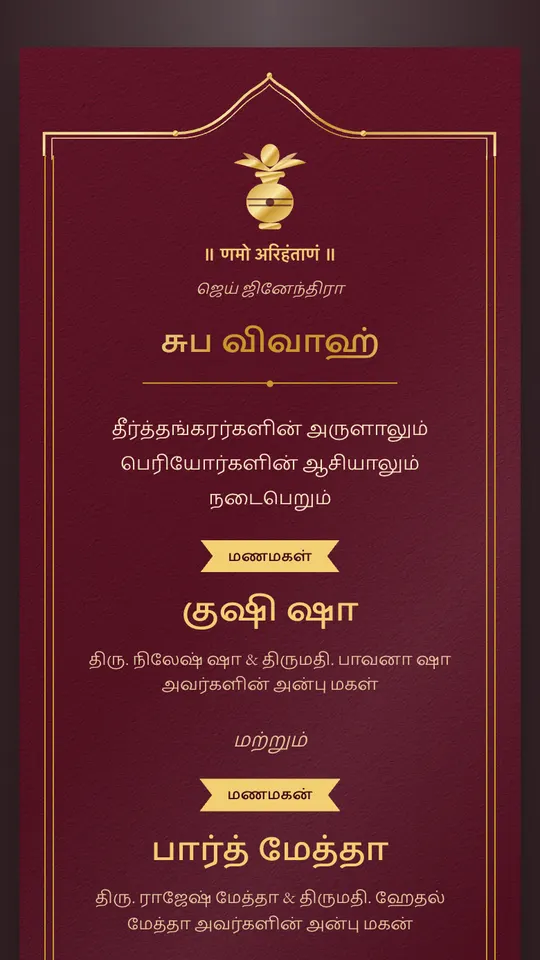 ॥ णमो अरिहंताणं ॥
ஜெய் ஜினேந்திரா
சுப விவாஹ்
தீர்த்தங்கரர்களின் அருளாலும்
பெரியோர்களின் ஆசியாலும்
நடைபெறும்
மணமகள்
குஷி ஷா
திரு. நிலேஷ் ஷா & திருமதி. பாவனா ஷா
அவர்களின் அன்பு மகள்
மற்றும்
மணமகன்
பார்த் மேத்தா
திரு. ராஜேஷ் மேத்தா & திருமதி. ஹேதல்
மேத்தா அவர்களின் அன்பு மகன்